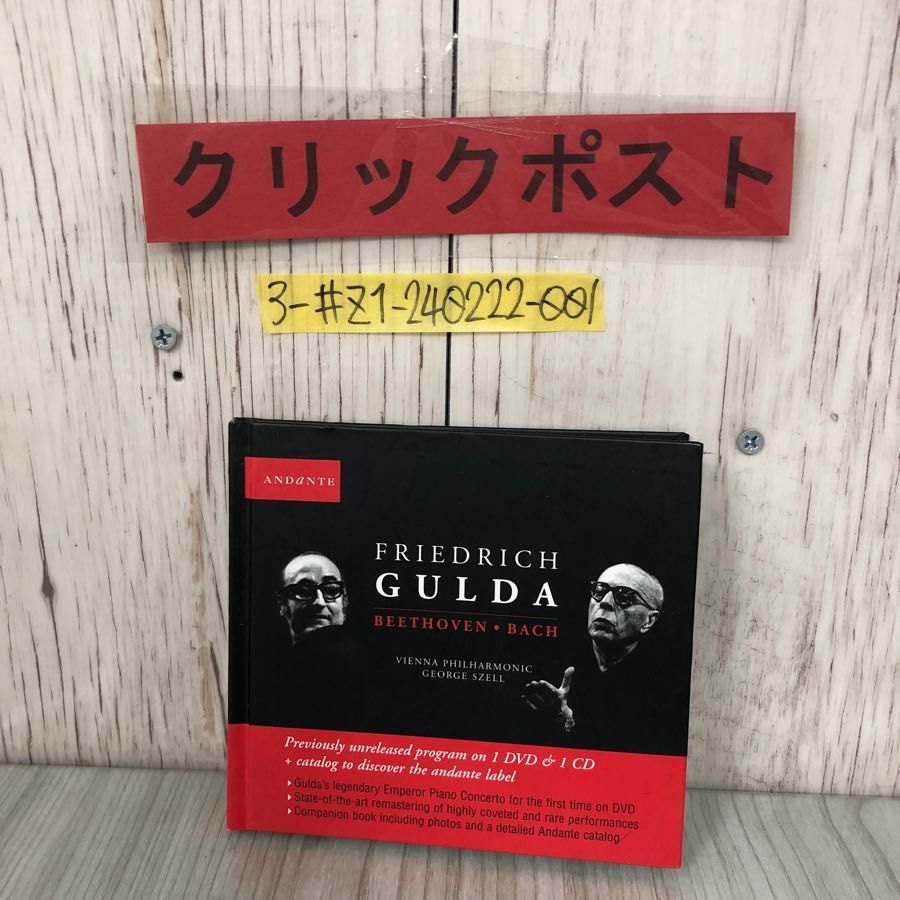 クリックポスト
3-#Z1-240222-001
ANDaNTE
FRIEDRICH
GULDA
BEETHOVEN • BACH
VIENNA PHILHARMONIC
GEORGE SZELL
Previously unreleased program on 1 DVD & 1 CD
+ catalog to discover the andante label
▸ Gulda's legendary Emperor Piano Concerto for the first time on DVD
▸ State-of-the-art remastering of highly coveted and rare performances
▸ Companion book including photos and a detailed Andante catalog